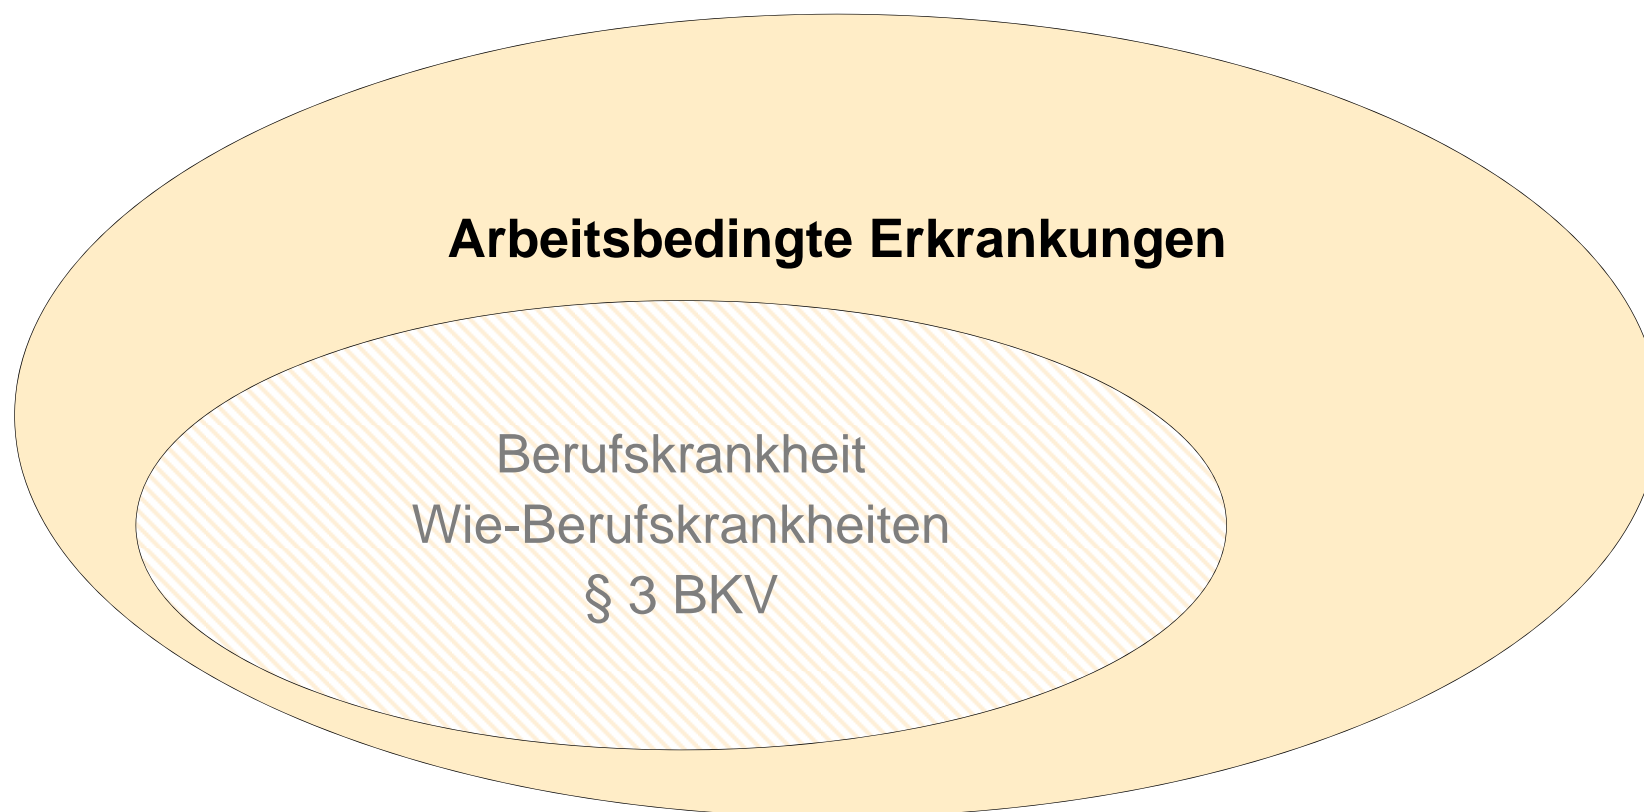 Arbeitsbedingte Erkrankungen
Berufskrankheit
Wie-Berufskrankheiten
§ 3 BKV